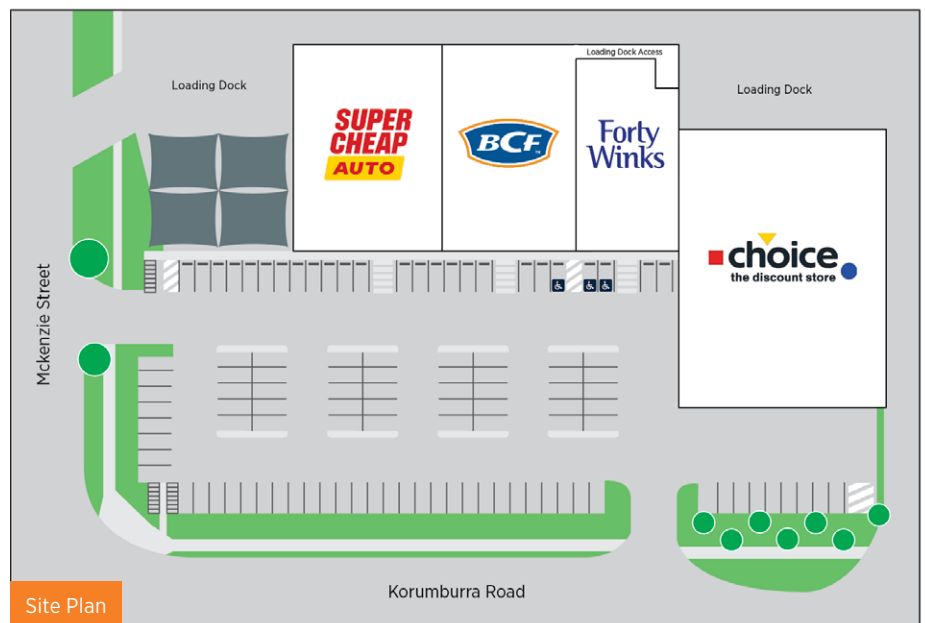 Loading Dock Access
Loading Dock
Loading Dock
SUPER
CHEAP
AUTO
BCF
TM
Forty
Winks
choice
the discount store
Mckenzie Street
Korumburra Road
Site Plan